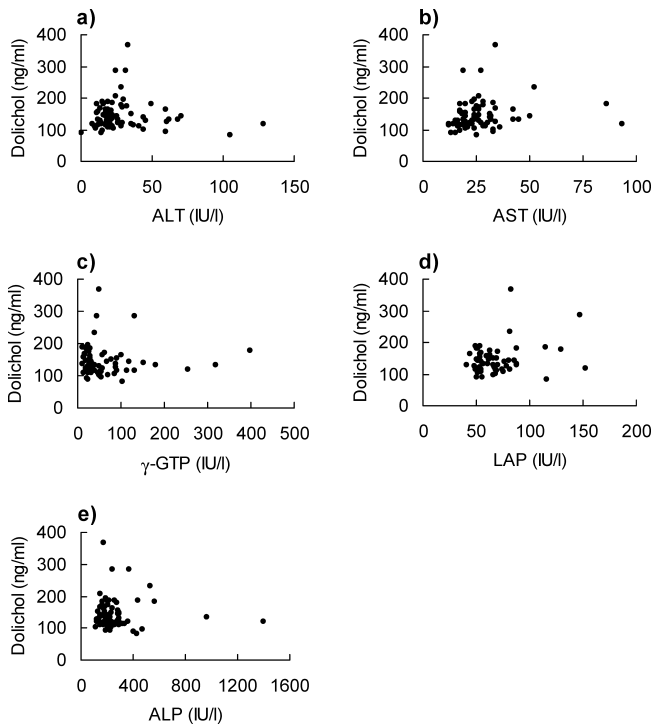 a)
Dolichol (ng/ml)
400
300
200
100
0
0 50 100 150
ALT (IU/l)
b)
Dolichol (ng/ml)
400
300
200
100
0
0 25 50 75 100
AST (IU/l)
c)
Dolichol (ng/ml)
400
300
200
100
0
0 100 200 300 400 500
γ-GTP (IU/l)
d)
Dolichol (ng/ml)
400
300
200
100
0
0 50 100 150 200
LAP (IU/l)
e)
Dolichol (ng/ml)
400
300
200
100
0
0 400 800 1200 1600
ALP (IU/l)